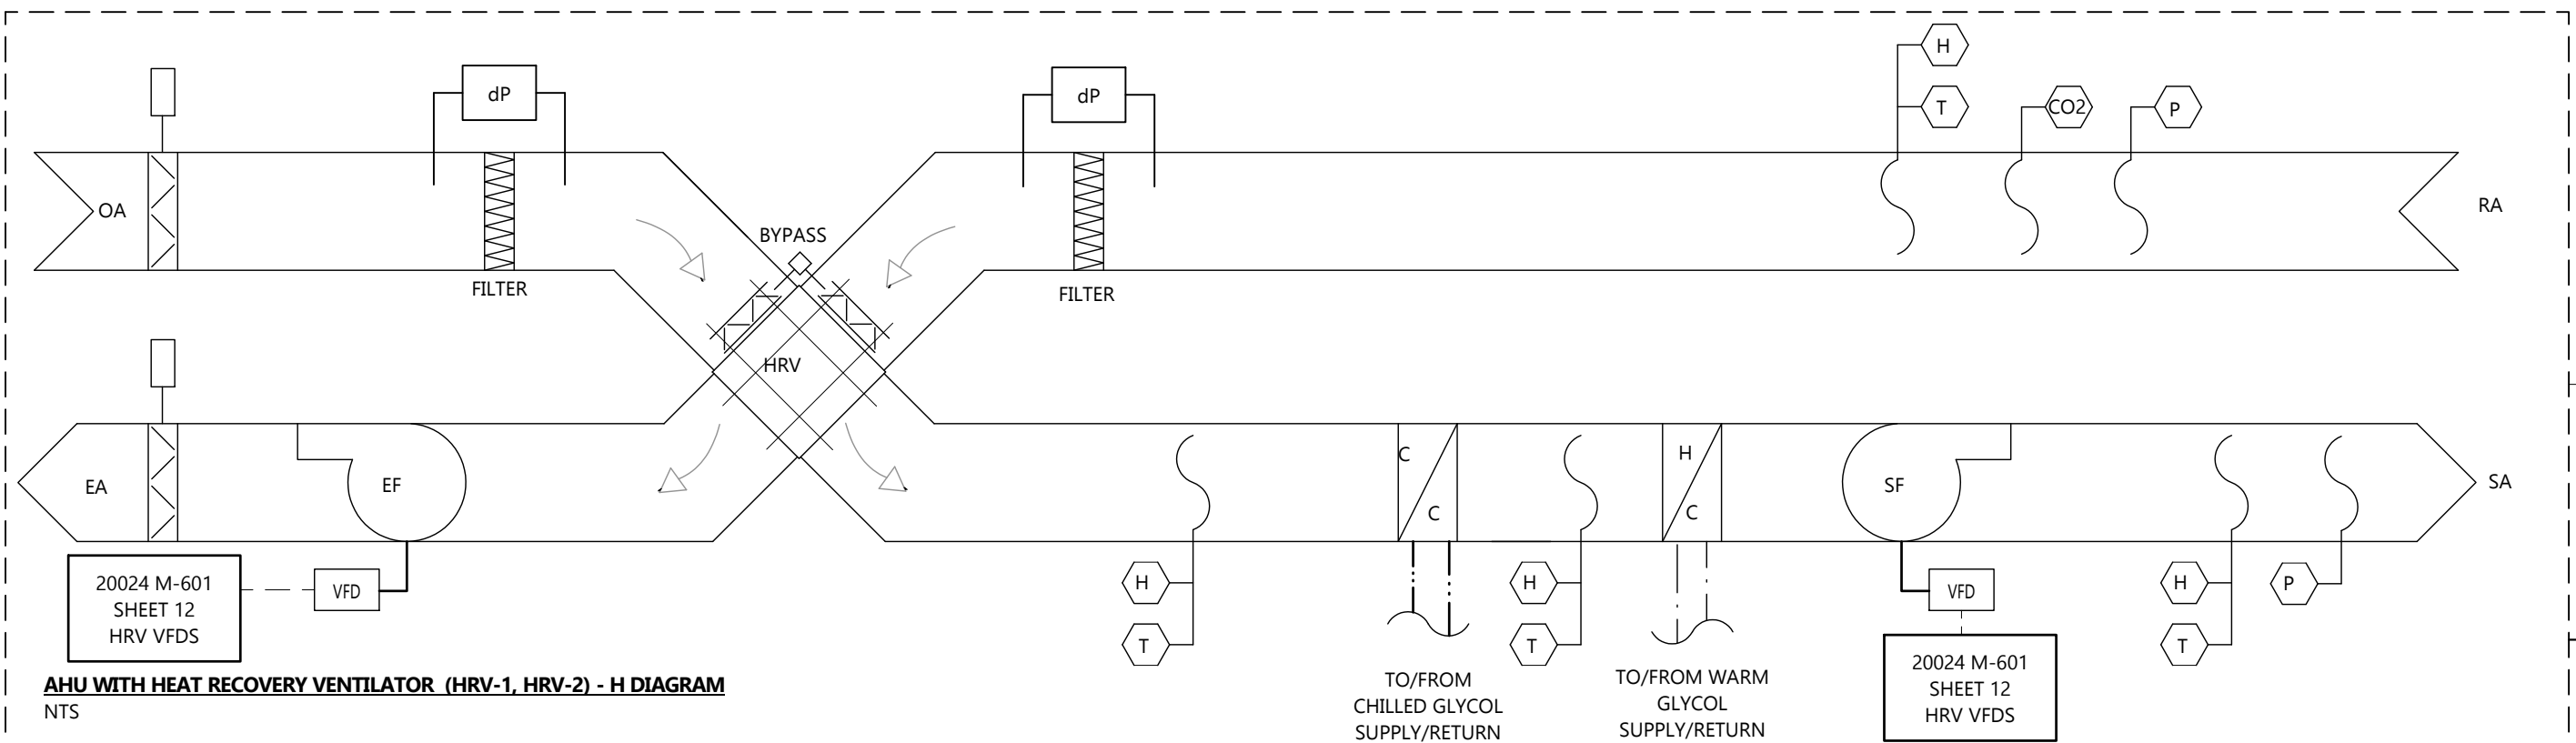 H
dP
dP
T
CO2
P
OA
RA
BYPASS
FILTER
FILTER
HRV
C
H
EA
EF
SF
SA
C
C
20024 M-601
SHEET 12
HRV VFDS
VFD
H
T
H
T
VFD
H
P
T
20024 M-601
SHEET 12
HRV VFDS
TO/FROM
CHILLED GLYCOL
SUPPLY/RETURN
TO/FROM WARM
GLYCOL
SUPPLY/RETURN
AHU WITH HEAT RECOVERY VENTILATOR (HRV-1, HRV-2) - H DIAGRAM
NTS